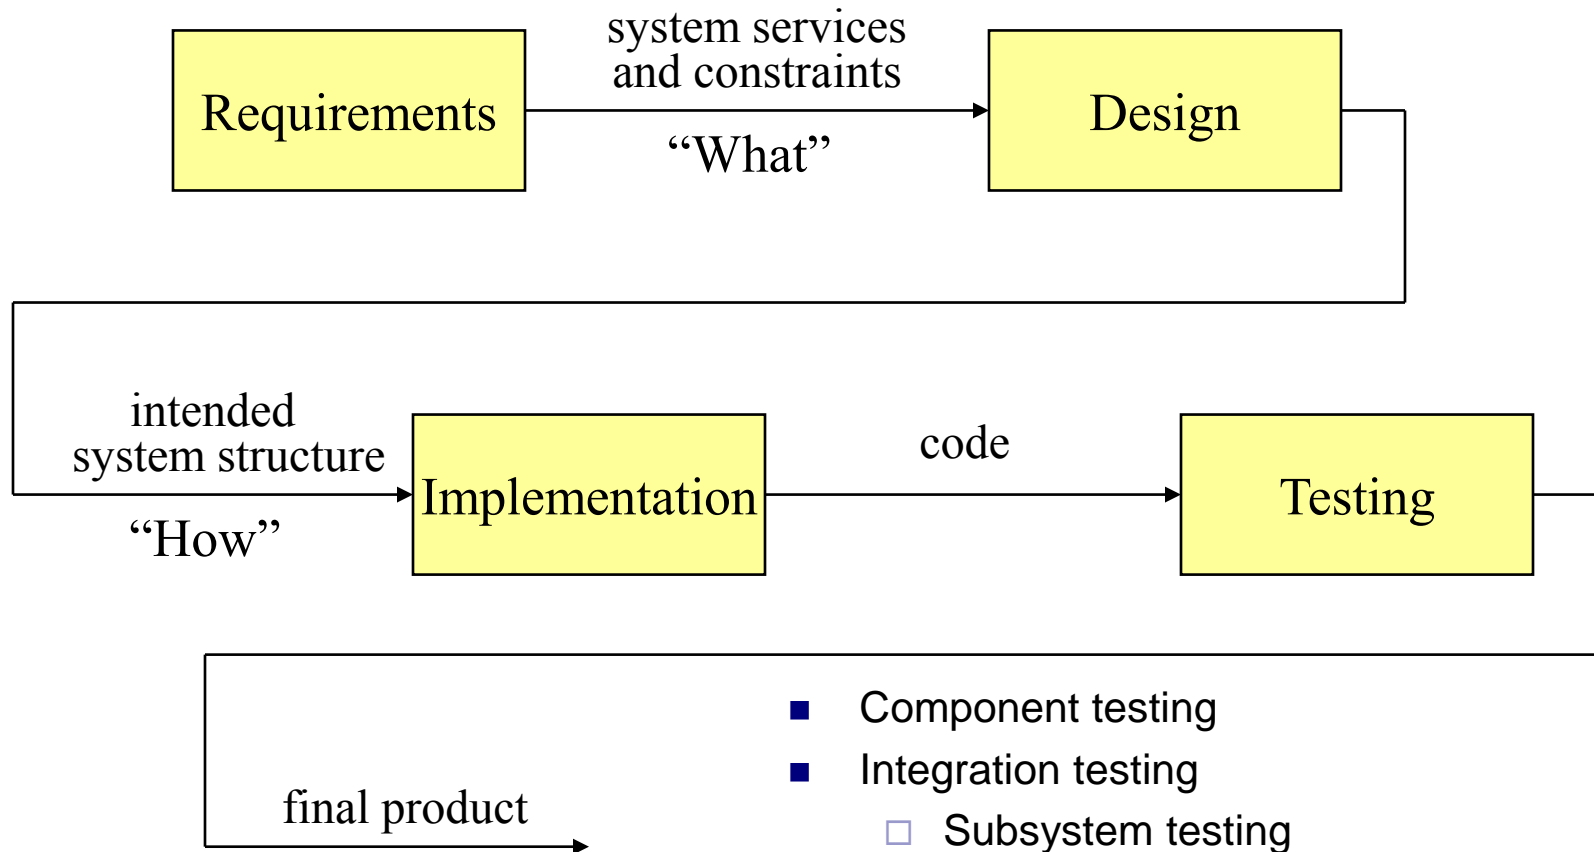 system services
and constraints
Requirements
“What”
Design
intended
system structure
“How”
Implementation
code
Testing
final product
Component testing
Integration testing
Subsystem testing